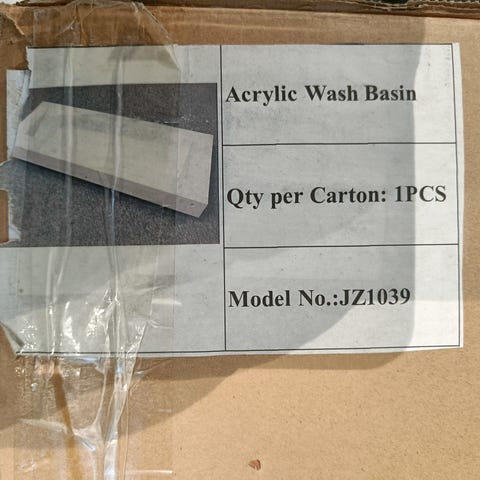 Acrylic Wash Basin
Qty per Carton: 1PCS
Model No.:JZ1039